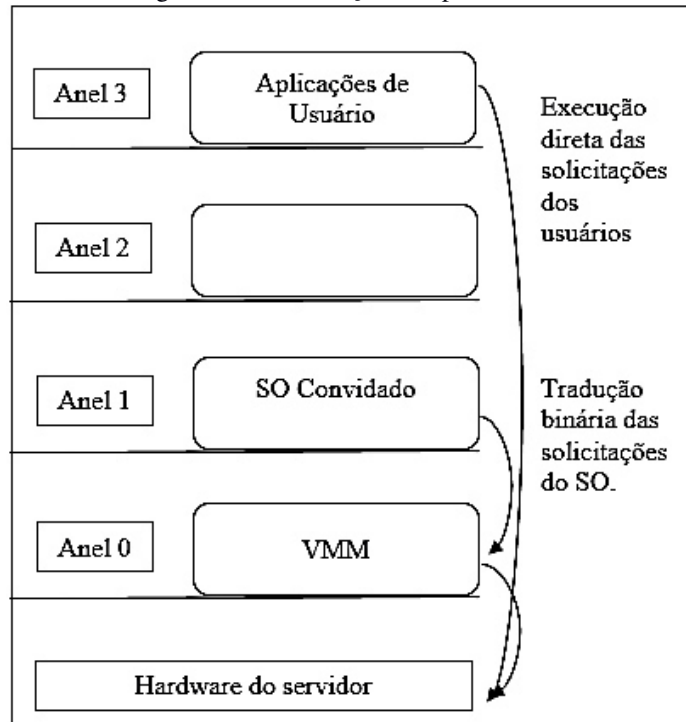 Anel 3
Aplicações de
Usuário
Execução
direta das
solicitações
dos
usuários
Anel 2
Anel 1
SO Convidado
Tradução
binária das
solicitações
do SO.
Anel 0
VMM
Hardware do servidor